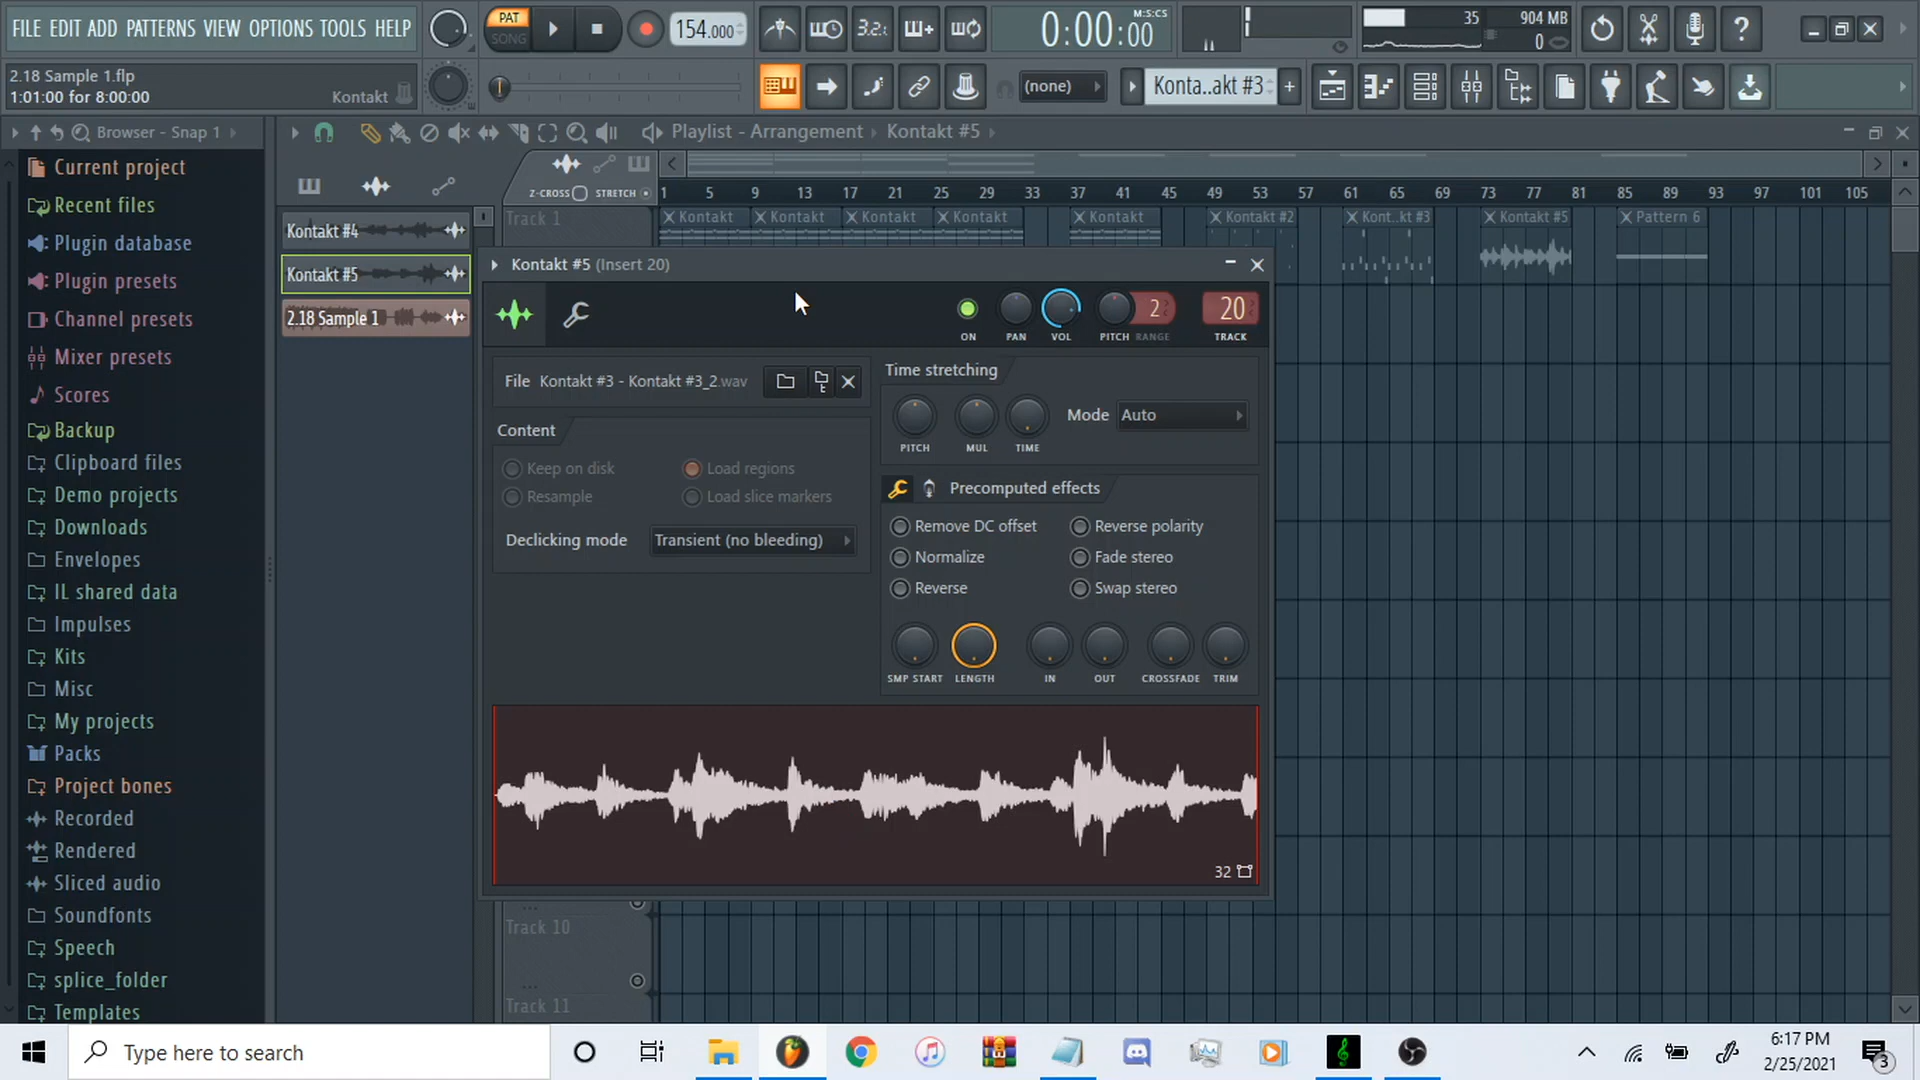 FILE EDIT ADD PATTERNS VIEW OPTIONS TOOLS HELP
PAT
SONG
154.000
3.2.
0:00:00
M:S:CS
35
904 MB
0
2.18 Sample 1.flp
1:01:00 for 8:00:00
Kontakt
(none)
Konta..akt #3
Browser - Snap 1
Playlist - Arrangement
Kontakt #5
Current project
Recent files
Plugin database
Plugin presets
Channel presets
Mixer presets
Scores
Backup
Clipboard files
Demo projects
Downloads
Envelopes
IL shared data
Impulses
Kits
Misc
My projects
Packs
Project bones
Recorded
Rendered
Sliced audio
Soundfonts
Speech
splice_folder
Templates
Kontakt #4
Kontakt #5
2.18 Sample 1
Z-CROSS STRETCH
1 5 9 13 17 21 25 29 33 37 41 45 49 53 57 61 65 69 73 77 81 85 89 93 97 101 105
Track 1
Kontakt Kontakt Kontakt Kontakt Kontakt Kontakt #2 Kont..kt #3 Kontakt #5 Pattern 6
Kontakt #5 (Insert 20)
2
20
ON PAN VOL PITCH RANGE TRACK
File Kontakt #3 - Kontakt #3_2.wav
Content
Keep on disk
Load regions
Resample
Load slice markers
Declicking mode Transient (no bleeding)
Time stretching
PITCH MUL TIME
Mode Auto
Precomputed effects
Remove DC offset
Reverse polarity
Normalize
Fade stereo
Reverse
Swap stereo
SMP START LENGTH IN OUT CROSSFADE TRIM
32
Track 10
Track 11
Type here to search
6:17 PM
2/25/2021
3